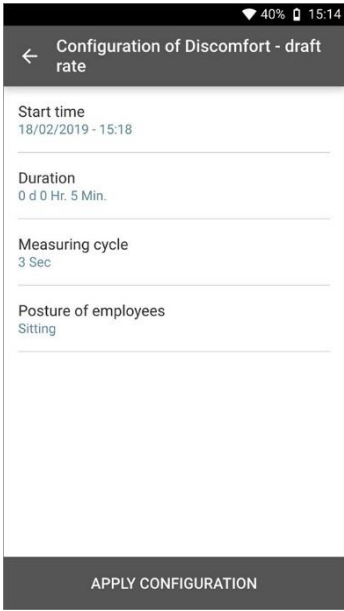 40% 15:14
Configuration of Discomfort - draft
rate
Start time
18/02/2019 - 15:18
Duration
0 d 0 Hr. 5 Min.
Measuring cycle
3 Sec
Posture of employees
Sitting
APPLY CONFIGURATION